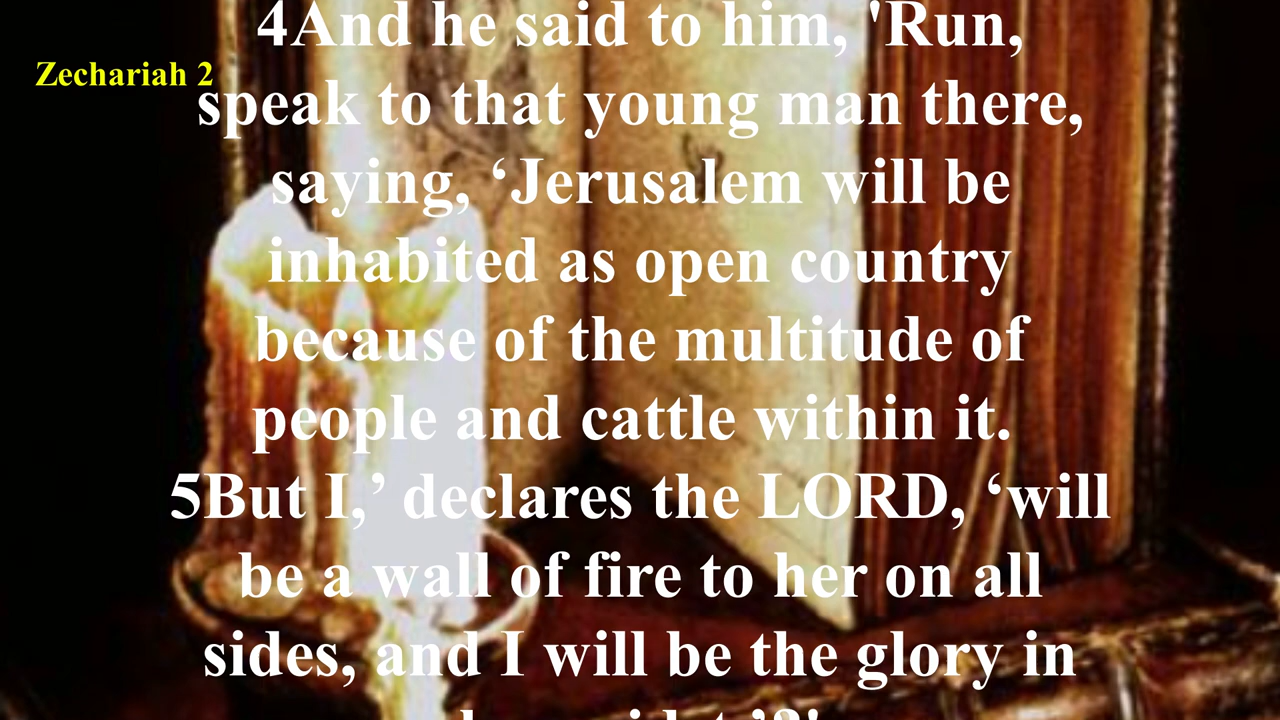 4And he said to him, 'Run,
Zechariah 2
speak to that young man there,
saying, ‘Jerusalem will be
inhabited as open country
because of the multitude of
people and cattle within it.
5But I,’ declares the LORD, ‘will
be a wall of fire to her on all
sides, and I will be the glory in